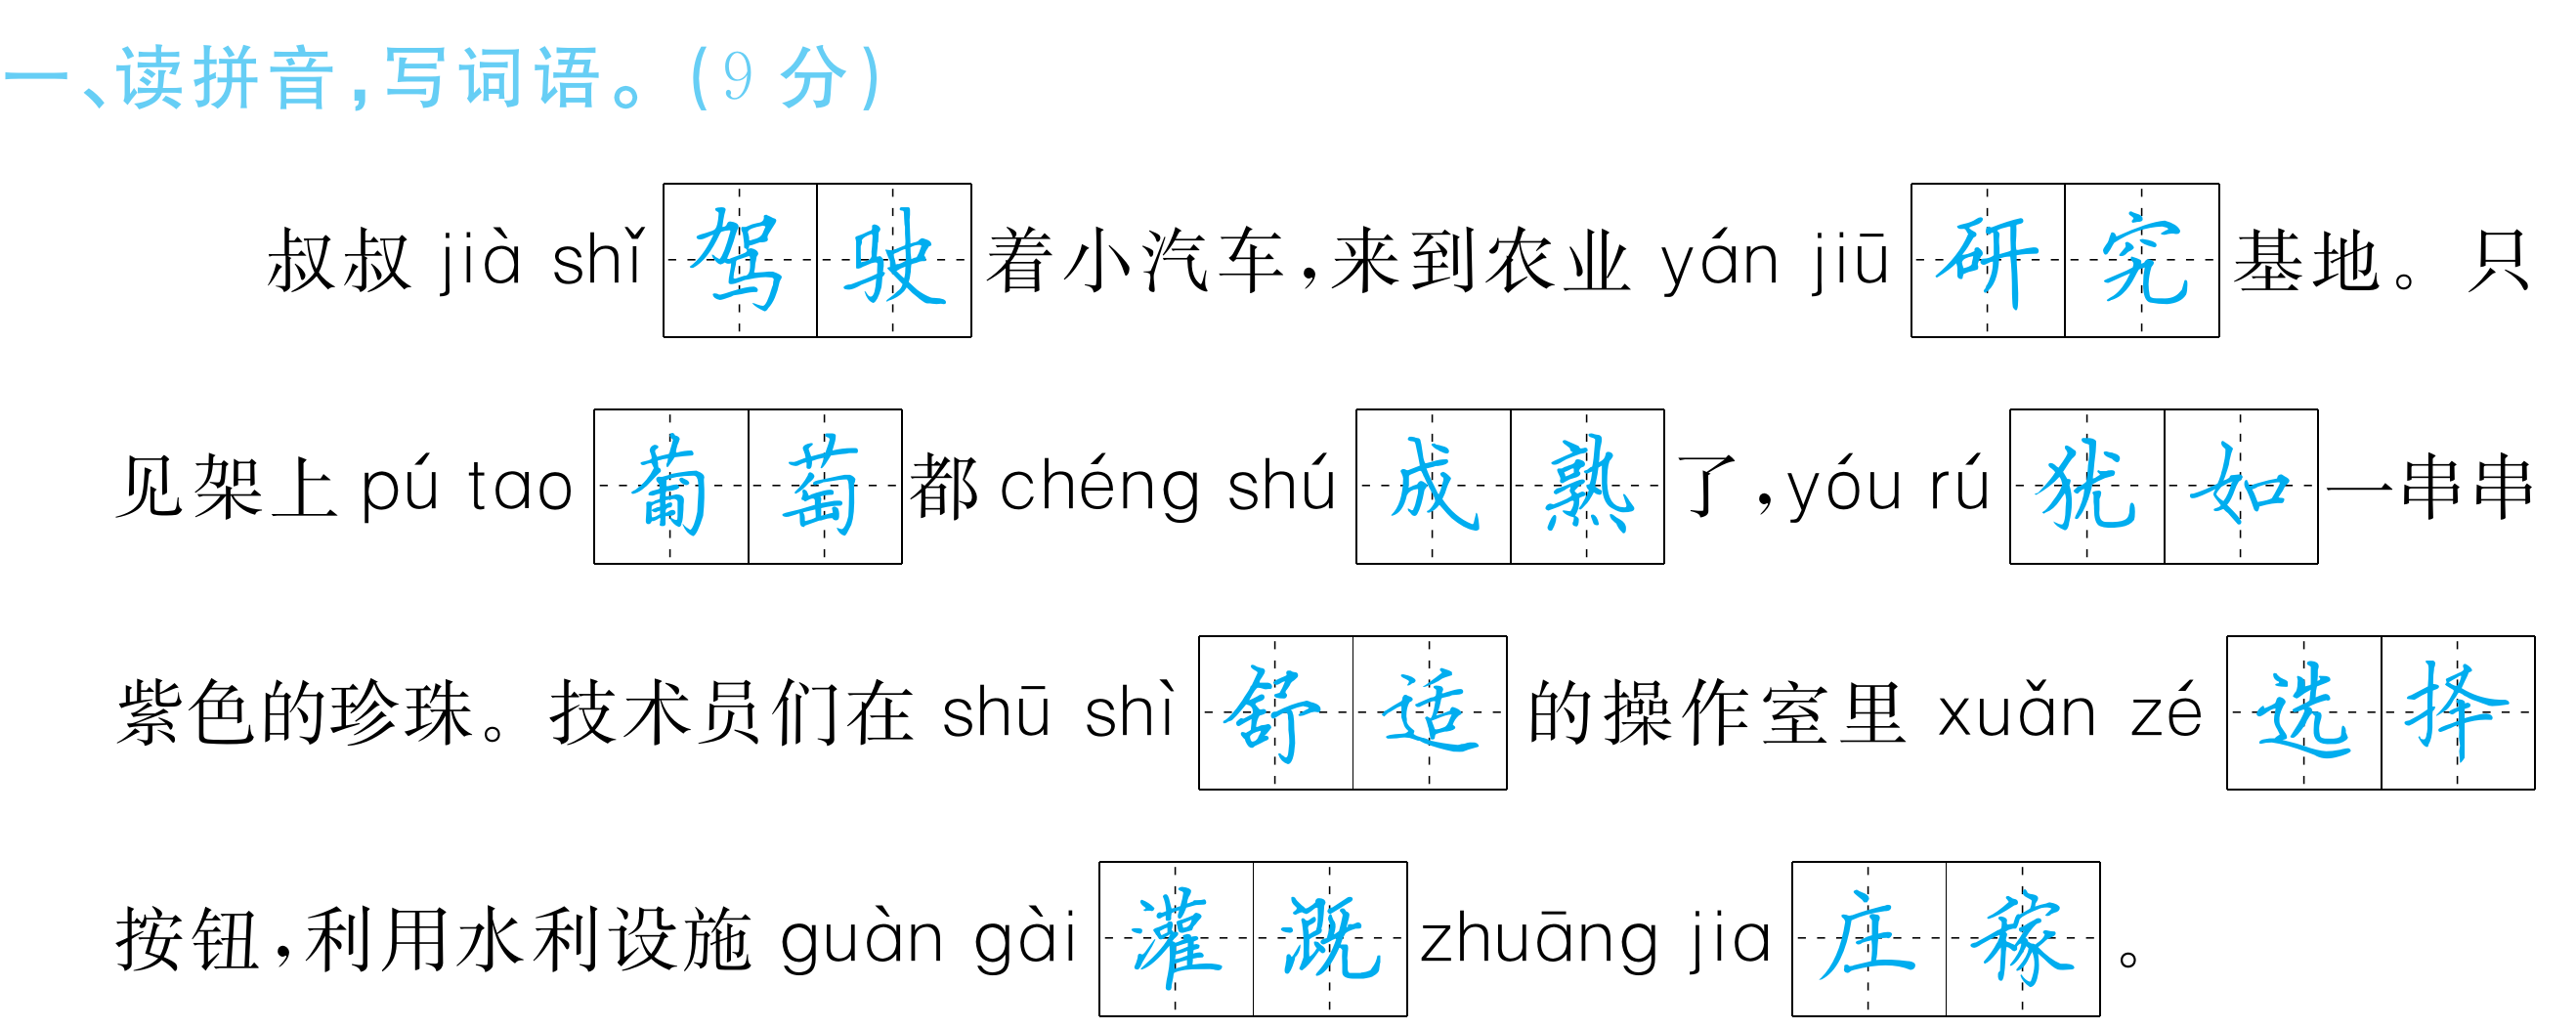 一、读拼音,写词语。(9 分)
叔叔 jià shǐ 驾驶 着小汽车,来到农业 yán jiū 研究 基地。只
见架上 pú tao 葡萄 都 chéng shú 成熟 了,yóu rú 犹如 一串串
紫色的珍珠。技术员们在 shū shì 舒适 的操作室里 xuǎn zé 选择
按钮,利用水利设施 guàn gài 灌溉 zhuāng jia 庄稼 。